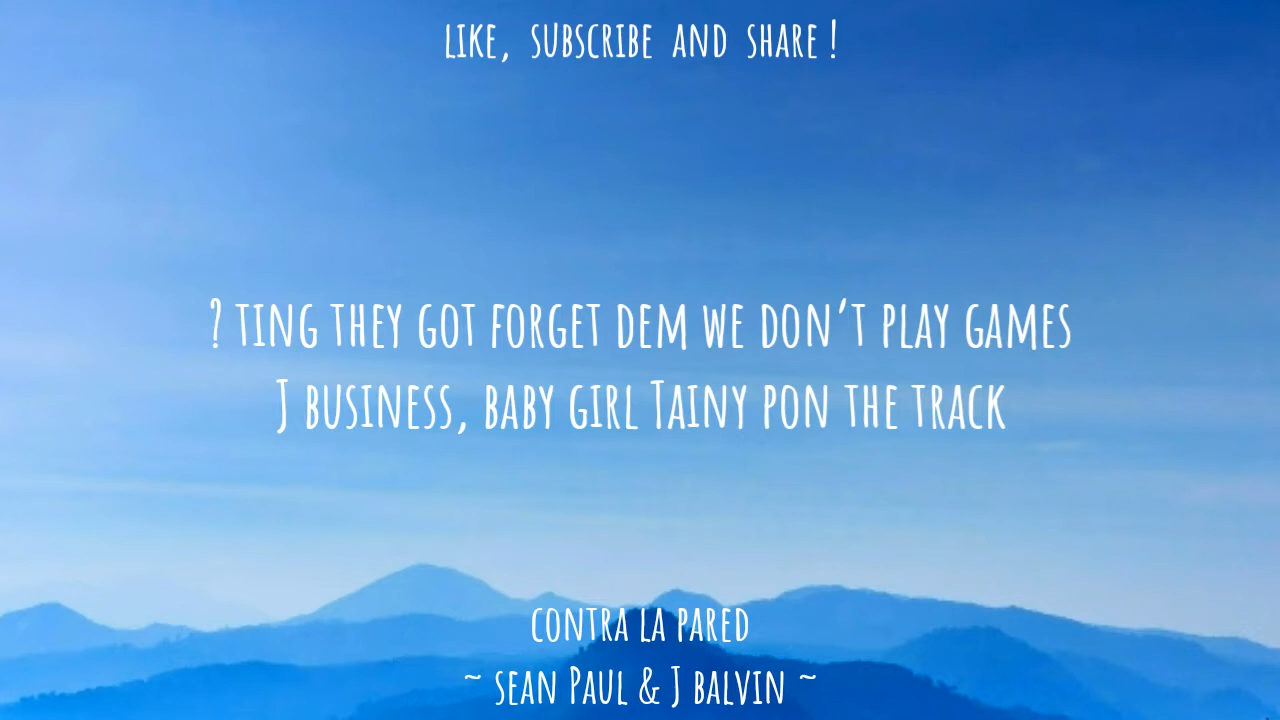 LIKE, SUBSCRIBE AND SHARE !
? TING THEY GOT FORGET DEM WE DON'T PLAY GAMES
J BUSINESS, BABY GIRL TAINY PON THE TRACK
CONTRA LA PARED
~ SEAN PAUL & J BALVIN ~